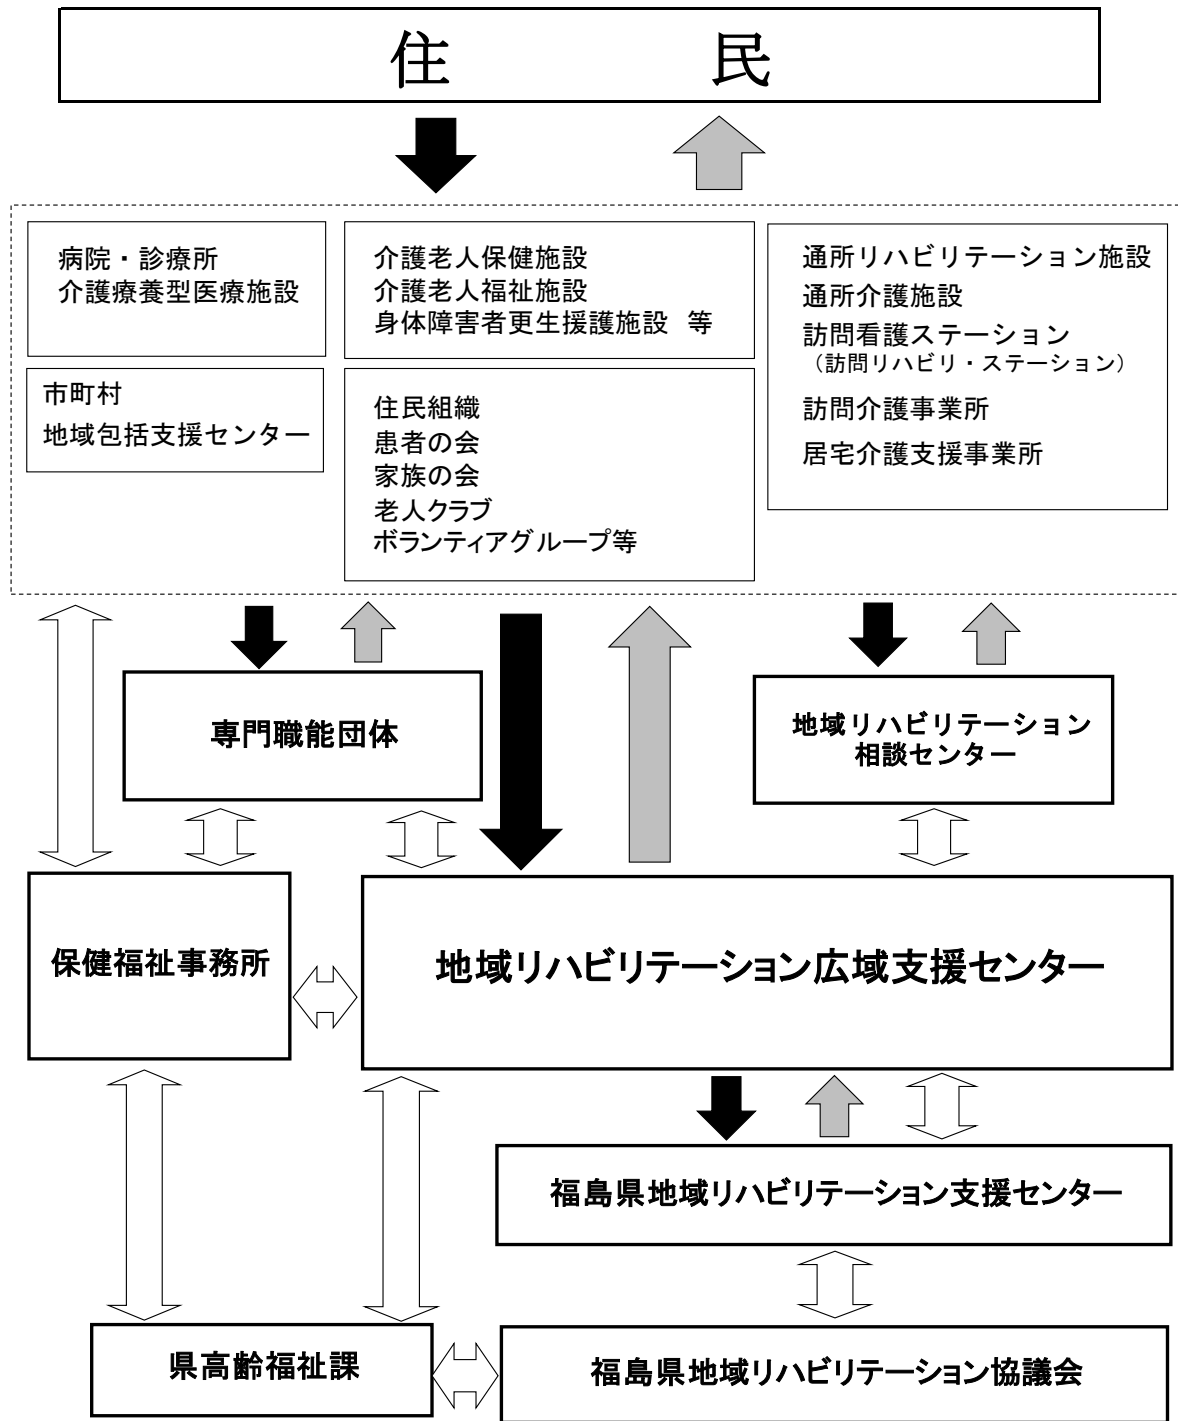 住　民
病院・診療所
介護療養型医療施設
介護老人保健施設
介護老人福祉施設
身体障害者更生援護施設　等
通所リハビリテーション施設
通所介護施設
訪問看護ステーション
（訪問リハビリ・ステーション）
訪問介護事業所
居宅介護支援事業所
市町村
地域包括支援センター
住民組織
患者の会
家族の会
老人クラブ
ボランティアグループ等
専門職能団体
地域リハビリテーション
相談センター
保健福祉事務所
地域リハビリテーション広域支援センター
福島県地域リハビリテーション支援センター
県高齢福祉課
福島県地域リハビリテーション協議会